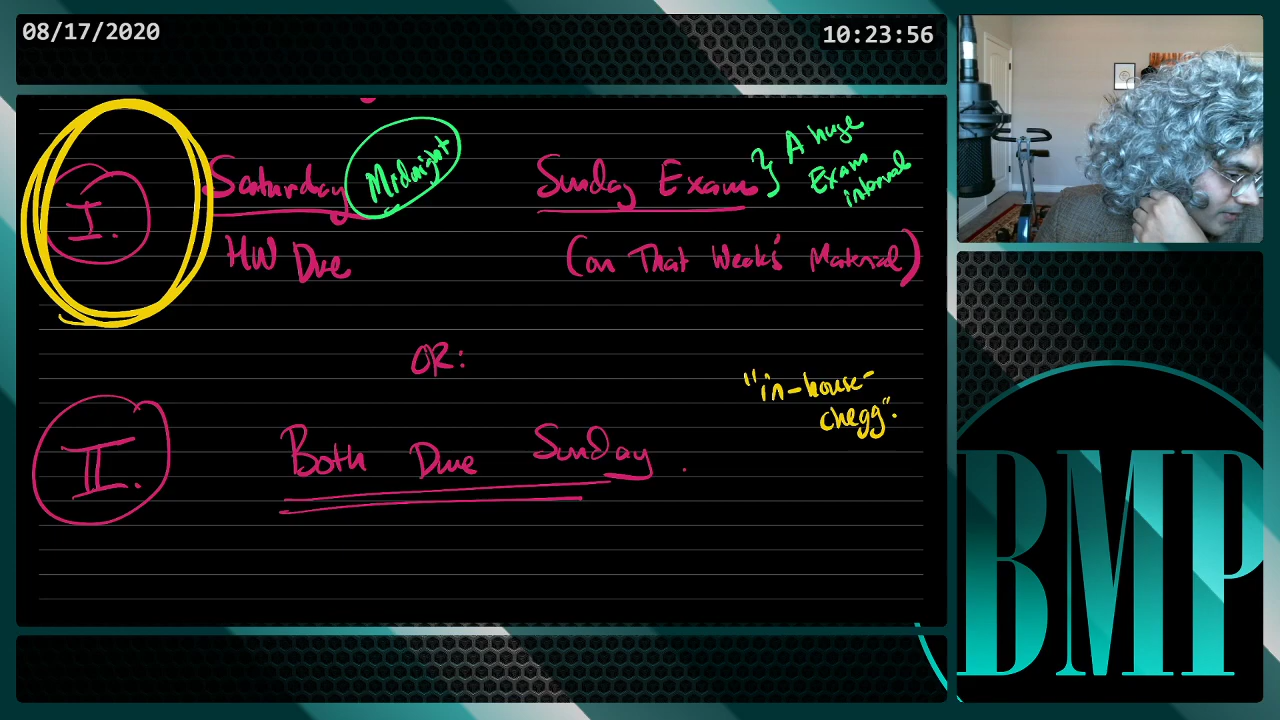 08/17/2020
10:23:56
I.
Saturday Midnight
HW Due
Sunday Exam } A huge
Exam
interval
(on That Week's Material)
OR:
"in-house-
chegg".
II.
Both Due Sunday.
BMP